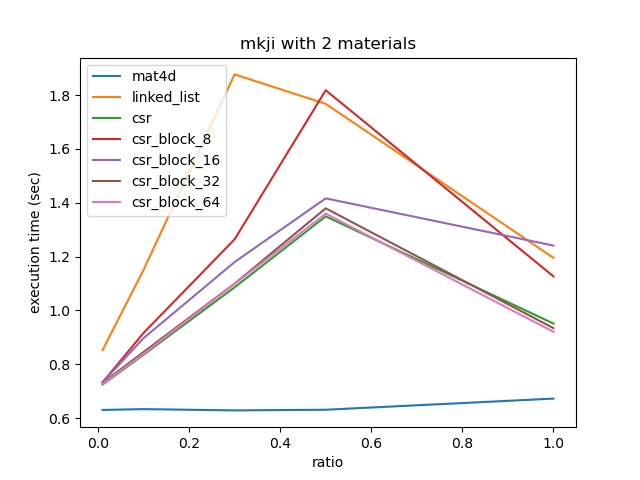 mkji with 2 materials
mat4d
linked_list
csr
csr_block_8
csr_block_16
csr_block_32
csr_block_64
execution time (sec)
1.8
1.6
1.4
1.2
1.0
0.8
0.6
0.0 0.2 0.4 0.6 0.8 1.0
ratio